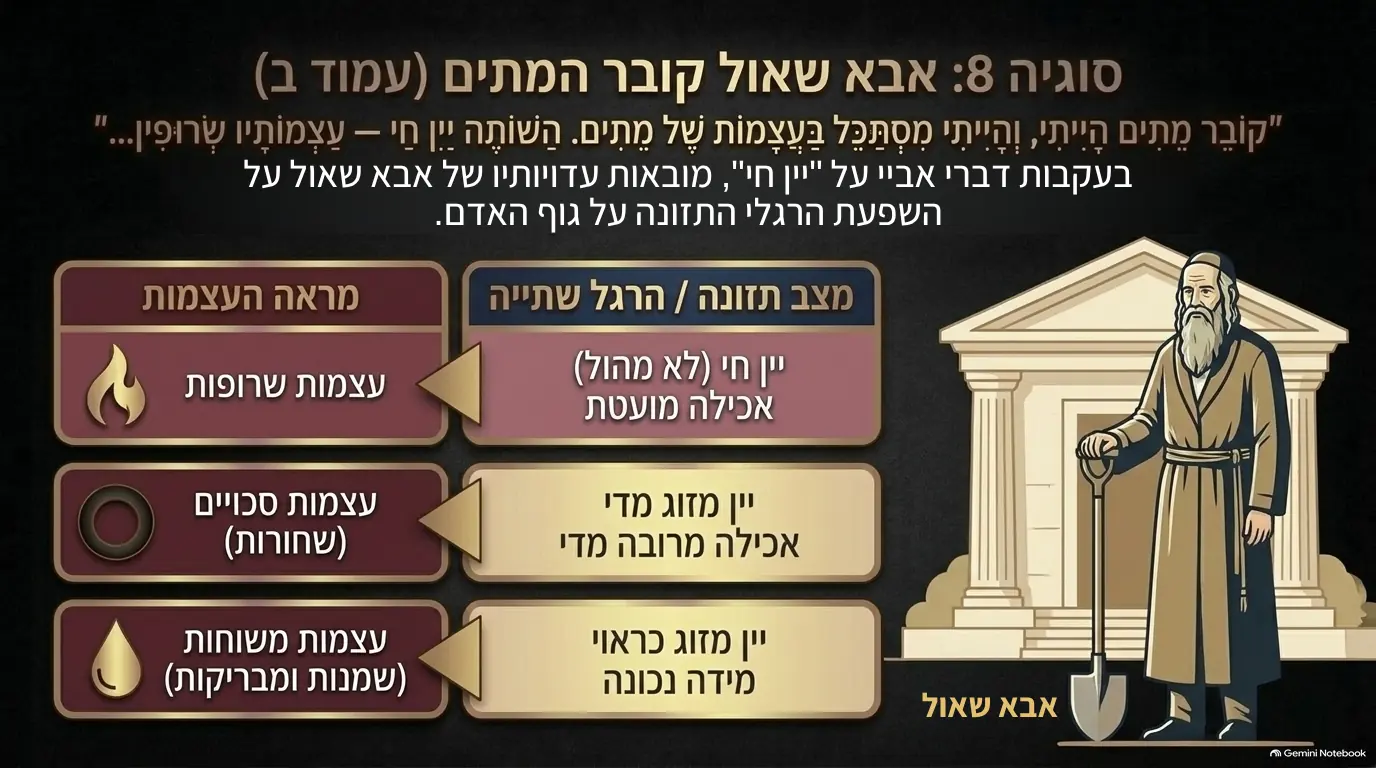 סוגיה 8: אבא שאול קובר המתים (עמוד ב)
"קוֹבֵר מֵתִים הָיִיתִי, וְהָיִיתִי מִסְתַּכֵּל בַּעֲצָמוֹת שֶׁל מֵתִים. הַשּׁוֹתֶה יַיִן חַי – עַצְמוֹתָיו שְׂרוּפִין..."
בעקבות דברי אביי על "יין חי", מובאות עדויותיו של אבא שאול על
השפעת הרגלי התזונה על גוף האדם.
מצב תזונה / הרגל שתייה
מראה העצמות
יין חי (לא מהול)
אכילה מועטת
עצמות שרופות
יין מזוג מדי
אכילה מרובה מדי
עצמות סכויים
(שחורות)
יין מזוג כראוי
מידה נכונה
עצמות משוחות
(שמנות ומבריקות)
אבא שאול
Gemini Notebook